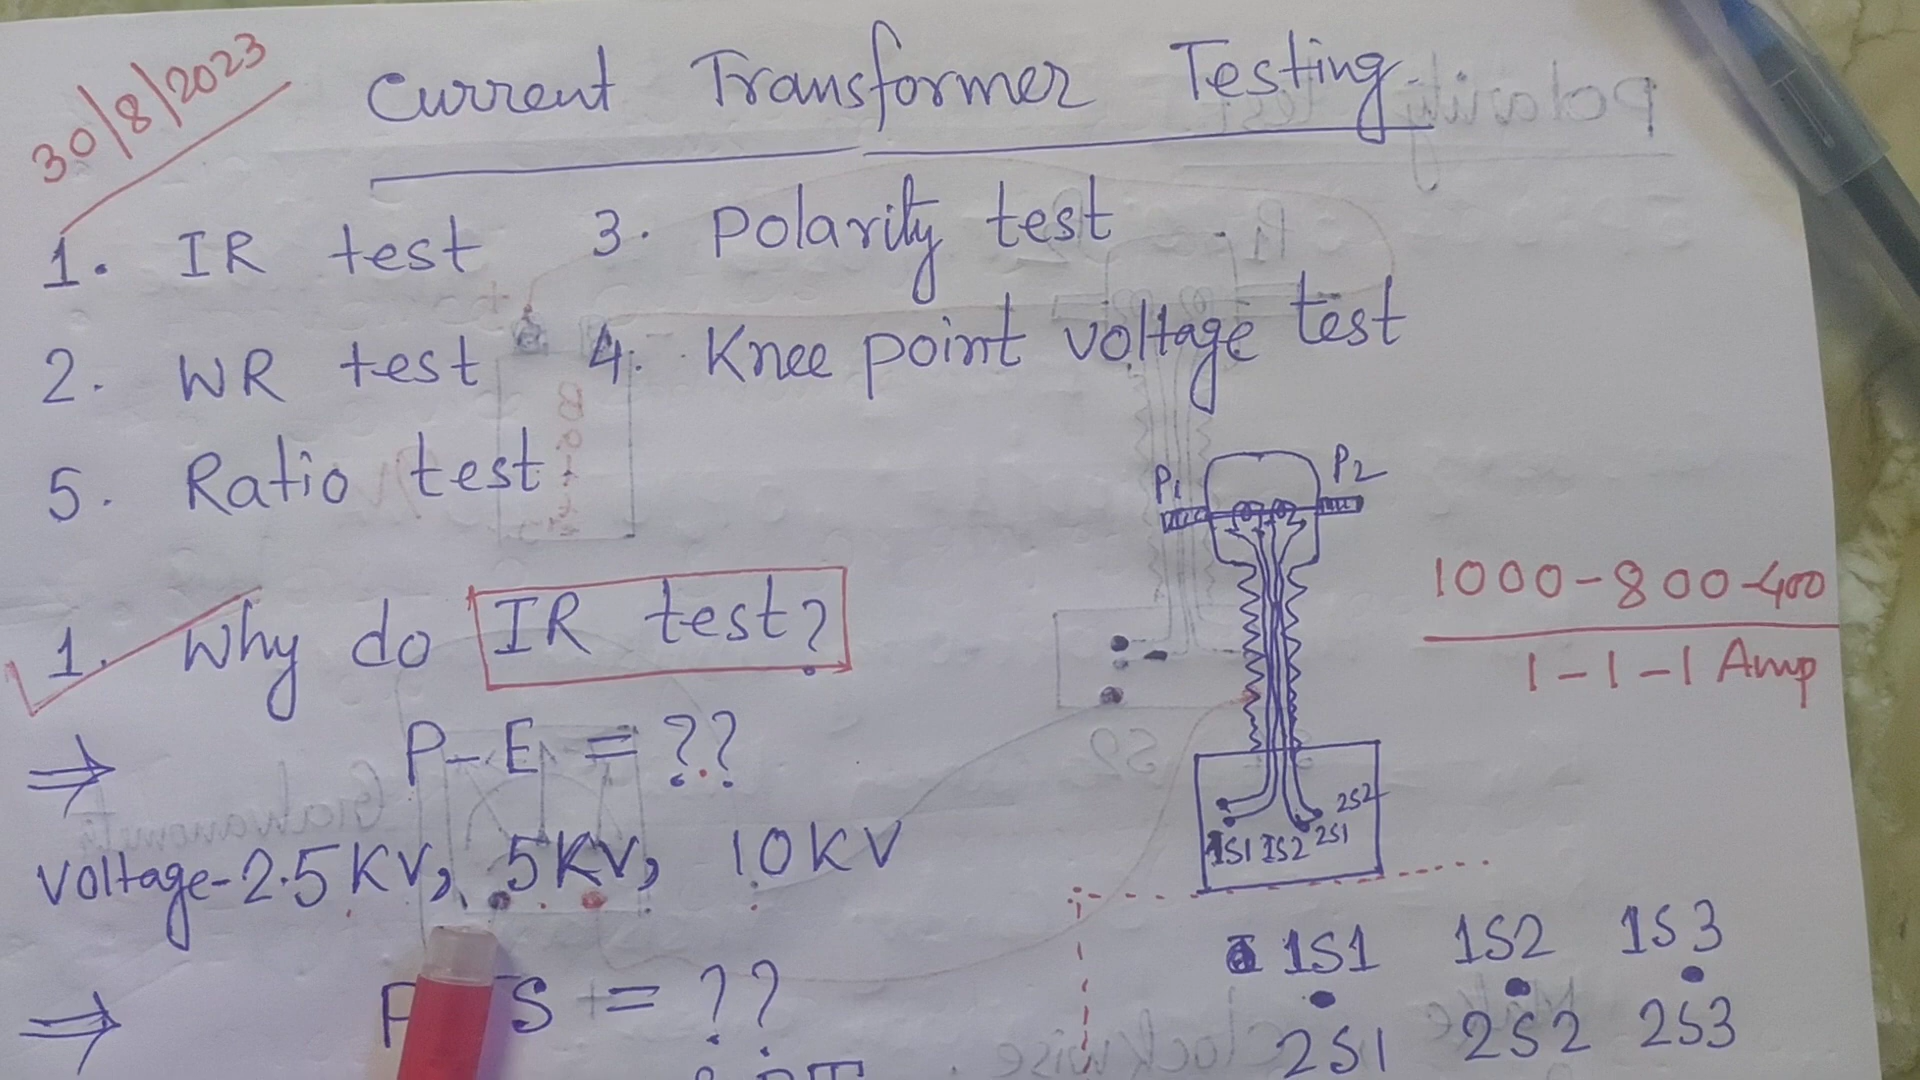 30/8/2023
Current Transformer Testing
1. IR test 3. Polarity test
2. WR test 4. Knee point voltage test
5. Ratio test
P1 P2
1000-800-400
1-1-1 Amp
1. Why do IR test?
⇒ P-E = ??
Voltage-2.5KV, 5KV, 10KV
2S2
1S1 1S2 2S1
⇒ P-S = ??
1S1 1S2 1S3
2S1 2S2 2S3